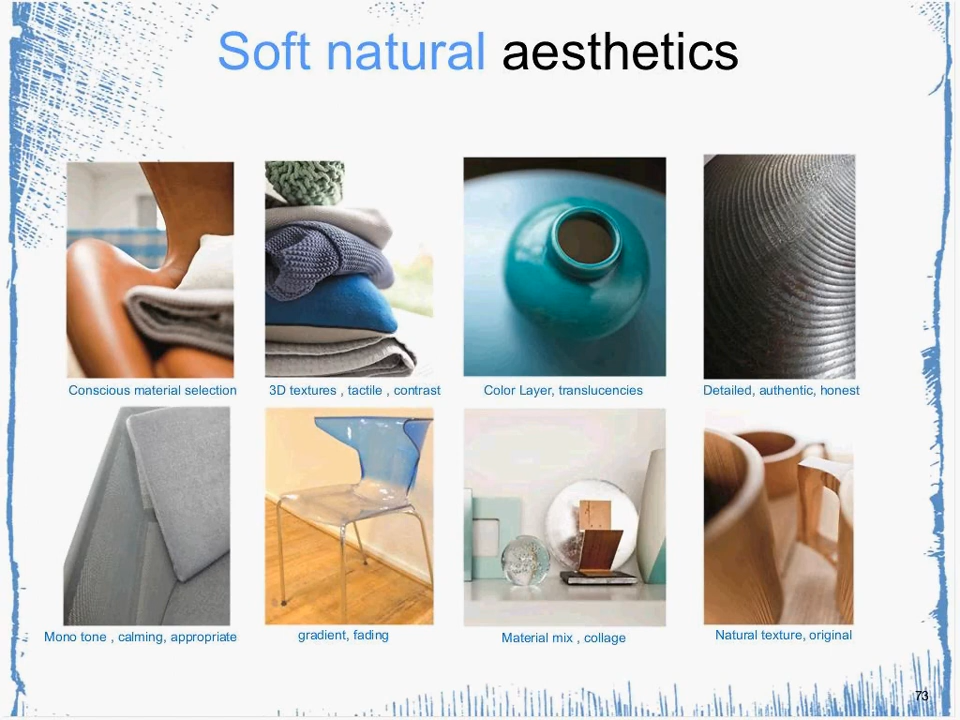 Soft natural aesthetics
Conscious material selection
3D textures , tactile , contrast
Color Layer, translucencies
Detailed, authentic, honest
Mono tone , calming, appropriate
gradient, fading
Material mix , collage
Natural texture, original
73